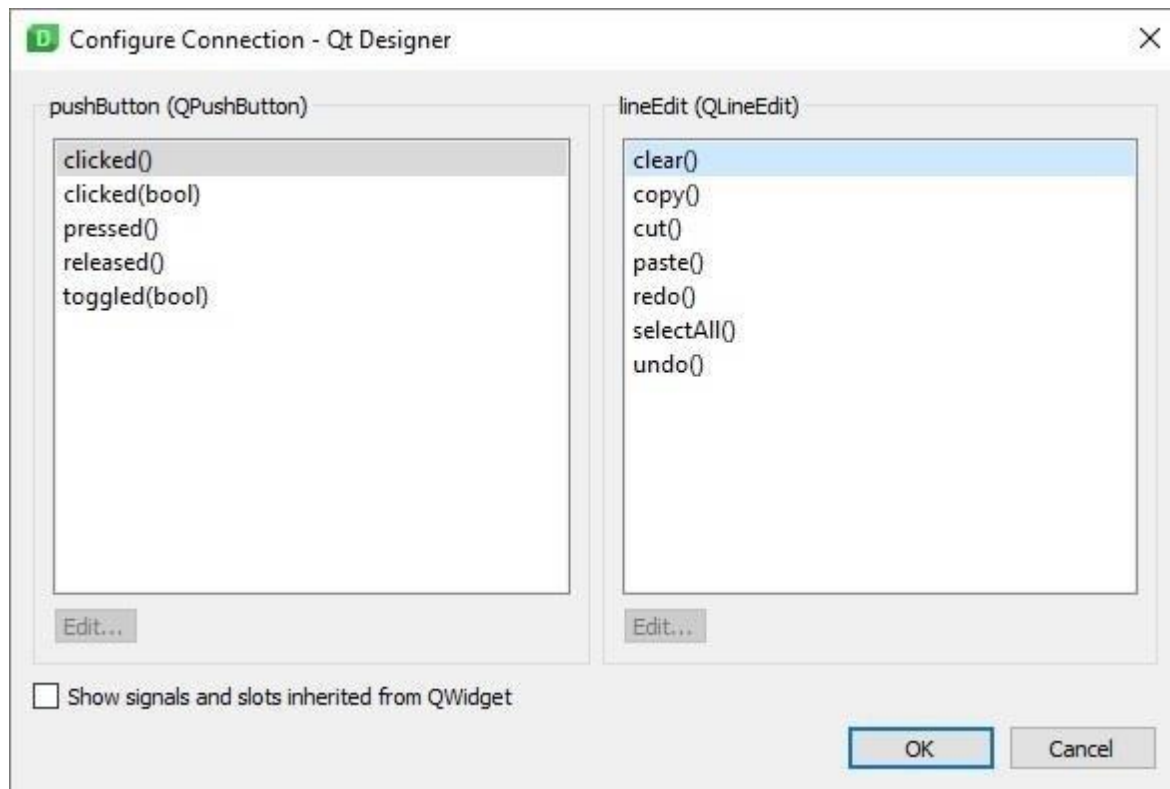 Configure Connection - Qt Designer
pushButton (QPushButton)
clicked()
clicked(bool)
pressed()
released()
toggled(bool)
Edit...
lineEdit (QLineEdit)
clear()
copy()
cut()
paste()
redo()
selectAll()
undo()
Edit...
Show signals and slots inherited from QWidget
OK
Cancel